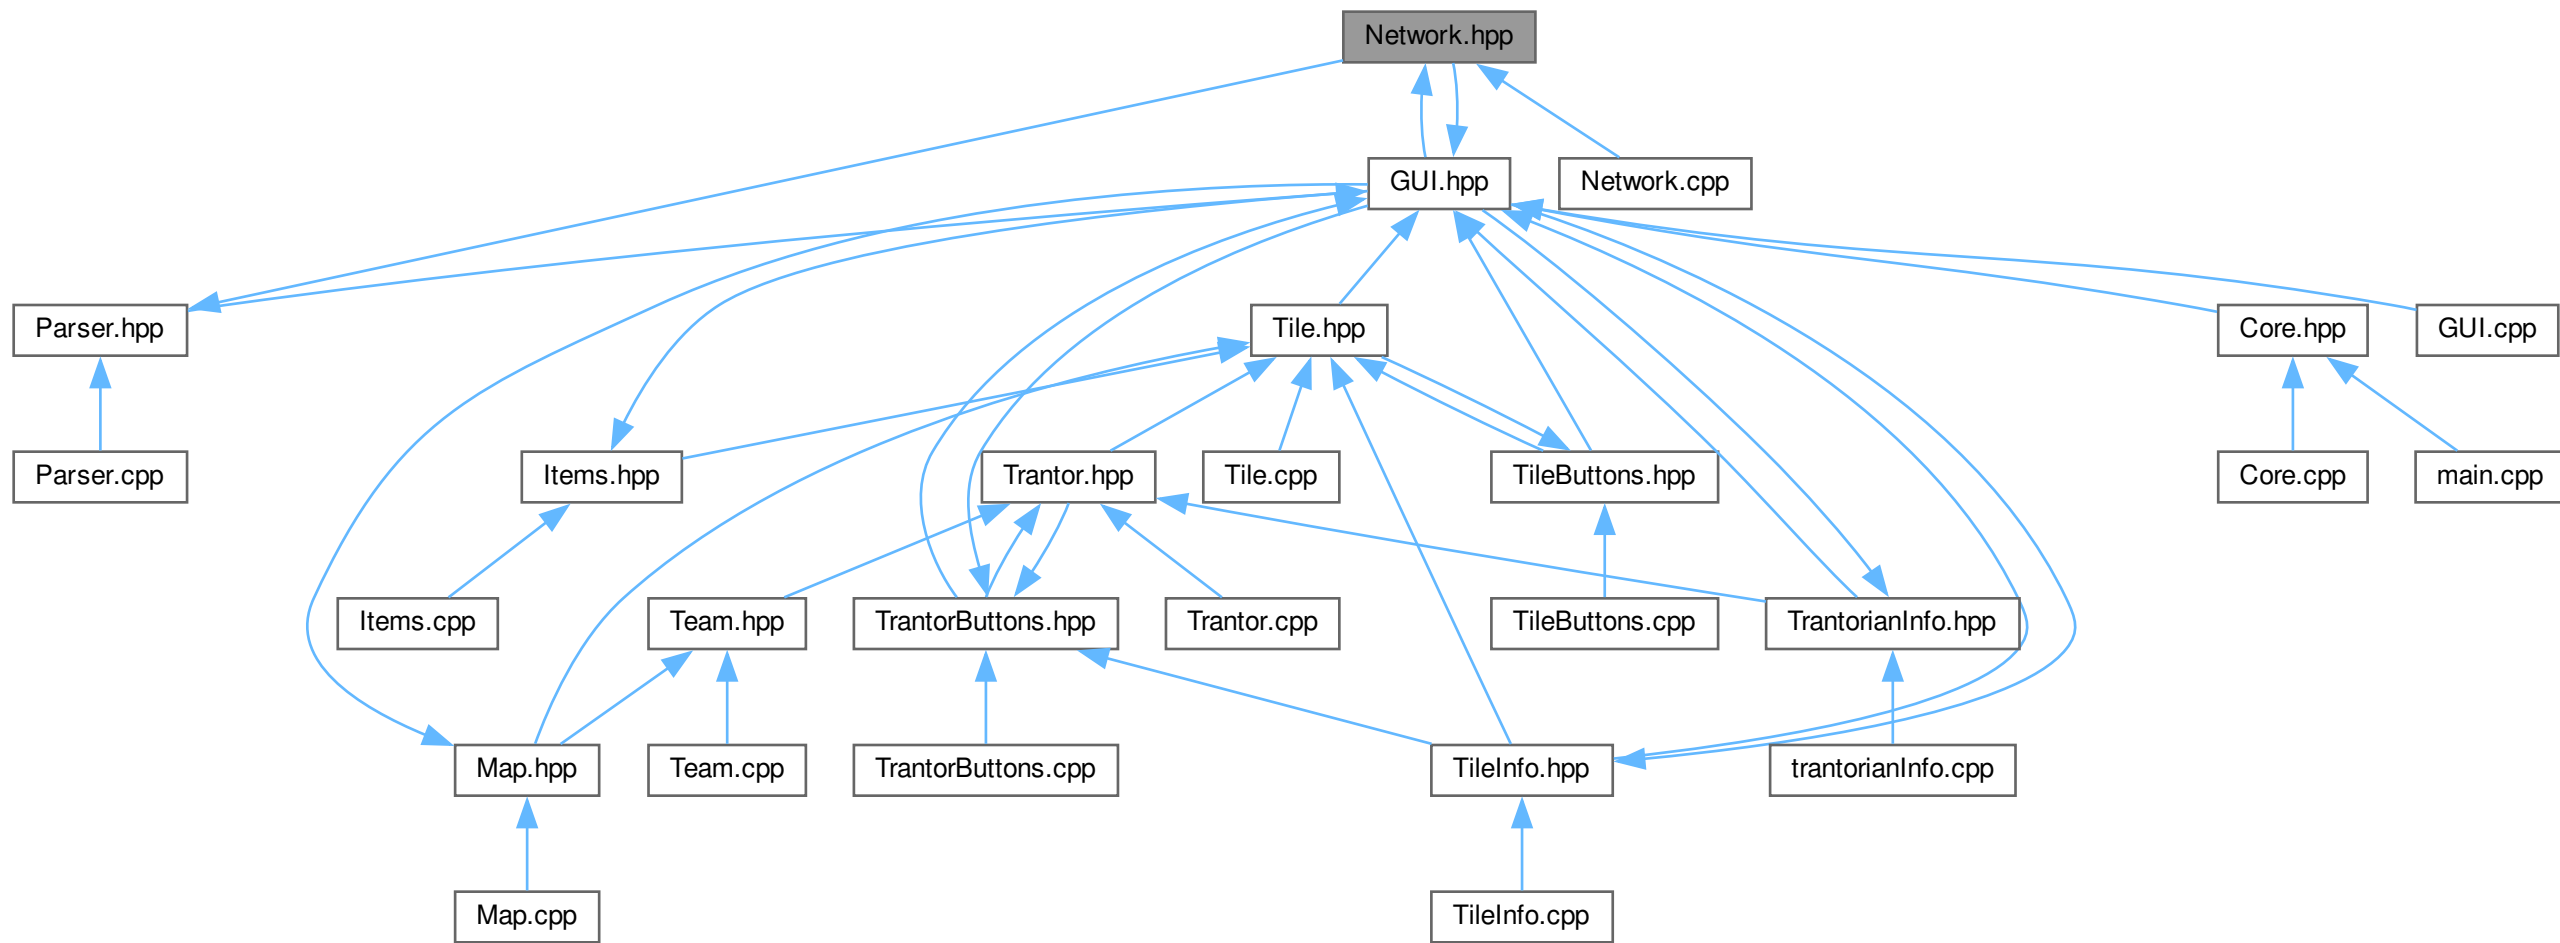 Network.hpp
GUI.hpp
Network.cpp
Parser.hpp
Tile.hpp
Core.hpp
GUI.cpp
Parser.cpp
Items.hpp
Trantor.hpp
Tile.cpp
TileButtons.hpp
Core.cpp
main.cpp
Items.cpp
Team.hpp
TrantorButtons.hpp
Trantor.cpp
TileButtons.cpp
TrantorianInfo.hpp
Map.hpp
Team.cpp
TrantorButtons.cpp
TileInfo.hpp
trantorianInfo.cpp
Map.cpp
TileInfo.cpp